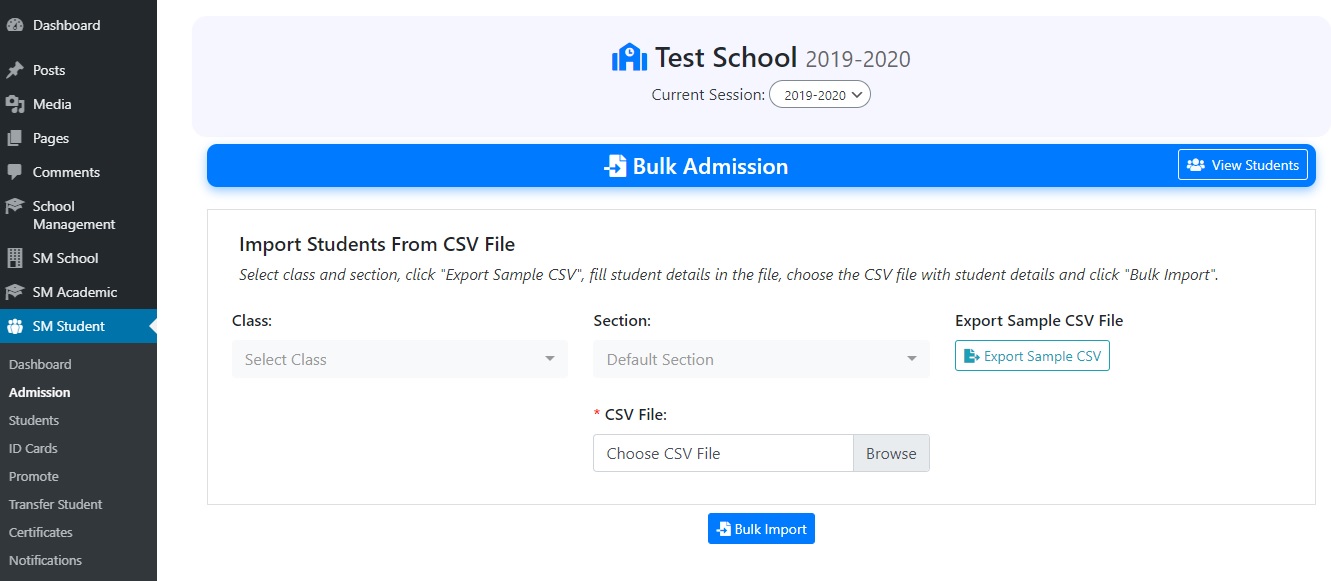 Dashboard
Posts
Media
Pages
Comments
School
Management
SM School
SM Academic
SM Student
Dashboard
Admission
Students
ID Cards
Promote
Transfer Student
Certificates
Notifications
Test School 2019-2020
Current Session: 2019-2020
Bulk Admission
View Students
Import Students From CSV File
Select class and section, click "Export Sample CSV", fill student details in the file, choose the CSV file with student details and click "Bulk Import".
Class: Section: Export Sample CSV File
Select Class Default Section Export Sample CSV
* CSV File:
Choose CSV File Browse
Bulk Import